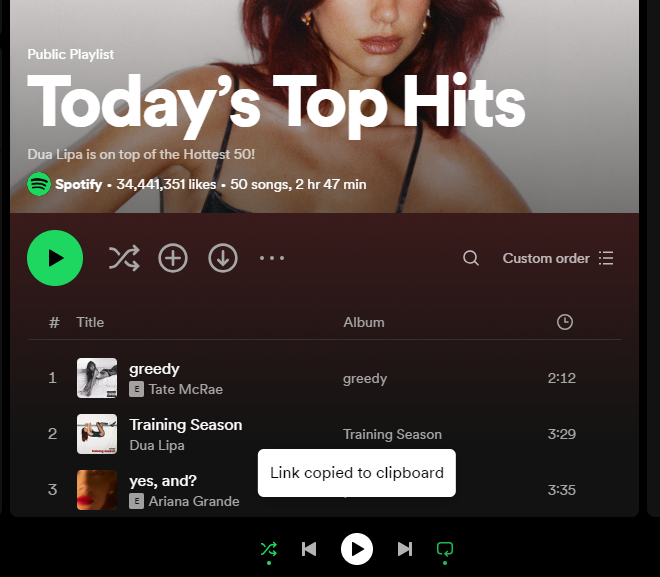 Public Playlist
Today's Top Hits
Dua Lipa is on top of the Hottest 50!
Spotify • 34,441,351 likes • 50 songs, 2 hr 47 min
Custom order
# Title Album
1 greedy greedy 2:12
E Tate McRae
2 Training Season Training Season 3:29
Dua Lipa
Link copied to clipboard
3 yes, and? 3:35
E Ariana Grande